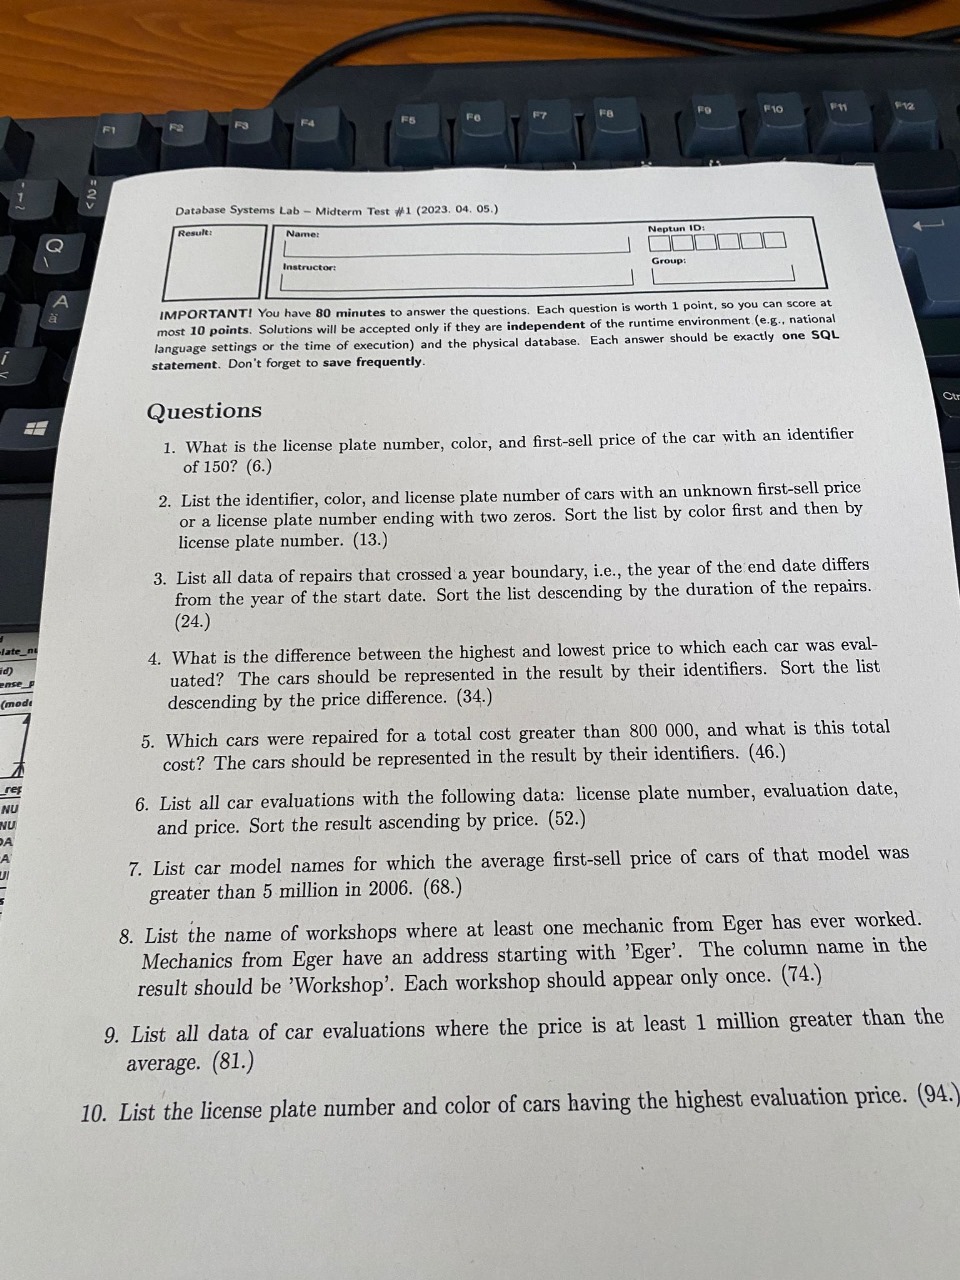 F1 F2 F3 F4 F5 F6 F7 F8 F9 F10 F11 F12
Q
A
ä
Database Systems Lab – Midterm Test #1 (2023. 04. 05.)
Result:
Name:
Neptun ID:
Instructor:
Group:
IMPORTANT! You have 80 minutes to answer the questions. Each question is worth 1 point, so you can score at
most 10 points. Solutions will be accepted only if they are independent of the runtime environment (e.g., national
language settings or the time of execution) and the physical database. Each answer should be exactly one SQL
statement. Don't forget to save frequently.
Questions
1. What is the license plate number, color, and first-sell price of the car with an identifier
of 150? (6.)
2. List the identifier, color, and license plate number of cars with an unknown first-sell price
or a license plate number ending with two zeros. Sort the list by color first and then by
license plate number. (13.)
3. List all data of repairs that crossed a year boundary, i.e., the year of the end date differs
from the year of the start date. Sort the list descending by the duration of the repairs.
(24.)
4. What is the difference between the highest and lowest price to which each car was eval-
uated? The cars should be represented in the result by their identifiers. Sort the list
descending by the price difference. (34.)
5. Which cars were repaired for a total cost greater than 800 000, and what is this total
cost? The cars should be represented in the result by their identifiers. (46.)
6. List all car evaluations with the following data: license plate number, evaluation date,
and price. Sort the result ascending by price. (52.)
7. List car model names for which the average first-sell price of cars of that model was
greater than 5 million in 2006. (68.)
8. List the name of workshops where at least one mechanic from Eger has ever worked.
Mechanics from Eger have an address starting with 'Eger'. The column name in the
result should be 'Workshop'. Each workshop should appear only once. (74.)
9. List all data of car evaluations where the price is at least 1 million greater than the
average. (81.)
10. List the license plate number and color of cars having the highest evaluation price. (94.)